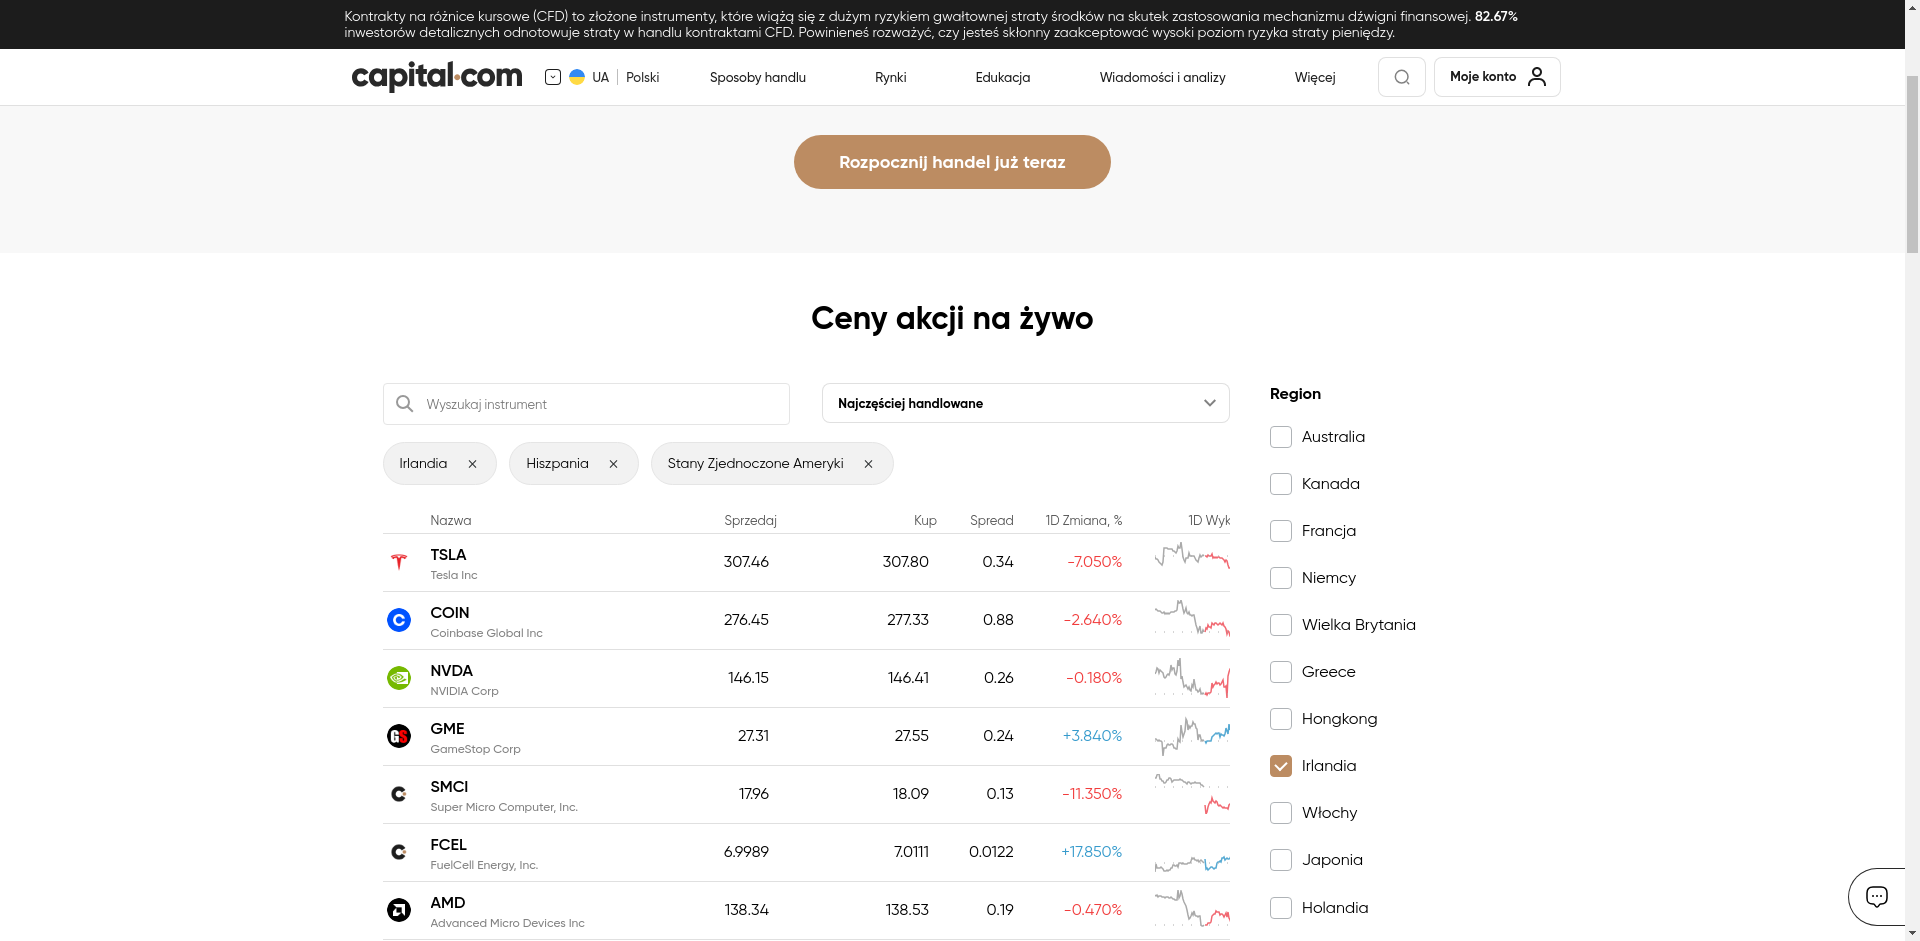 Kontrakty na różnice kursowe (CFD) to złożone instrumenty, które wiążą się z dużym ryzykiem gwałtownej straty środków na skutek zastosowania mechanizmu dźwigni finansowej. 82.67%
inwestorów detalicznych odnotowuje straty w handlu kontraktami CFD. Powinieneś rozważyć, czy jesteś skłonny zaakceptować wysoki poziom ryzyka straty pieniędzy.
capital.com UA Polski Sposoby handlu Rynki Edukacja Wiadomości i analizy Więcej Moje konto
Rozpocznij handel już teraz
Ceny akcji na żywo
Wyszukaj instrument
Najczęściej handlowane
Irlandia Hiszpania Stany Zjednoczone Ameryki
Nazwa Sprzedaj Kup Spread 1D Zmiana, % 1D Wyk
TSLA 307.46 307.80 0.34 -7.050%
Tesla Inc
COIN 276.45 277.33 0.88 -2.640%
Coinbase Global Inc
NVDA 146.15 146.41 0.26 -0.180%
NVIDIA Corp
GS GME 27.31 27.55 0.24 +3.840%
GameStop Corp
SMCI 17.96 18.09 0.13 -11.350%
Super Micro Computer, Inc.
FCEL 6.9989 7.0111 0.0122 +17.850%
FuelCell Energy, Inc.
AMD 138.34 138.53 0.19 -0.470%
Advanced Micro Devices Inc
Region
Australia
Kanada
Francja
Niemcy
Wielka Brytania
Greece
Hongkong
Irlandia
Włochy
Japonia
Holandia